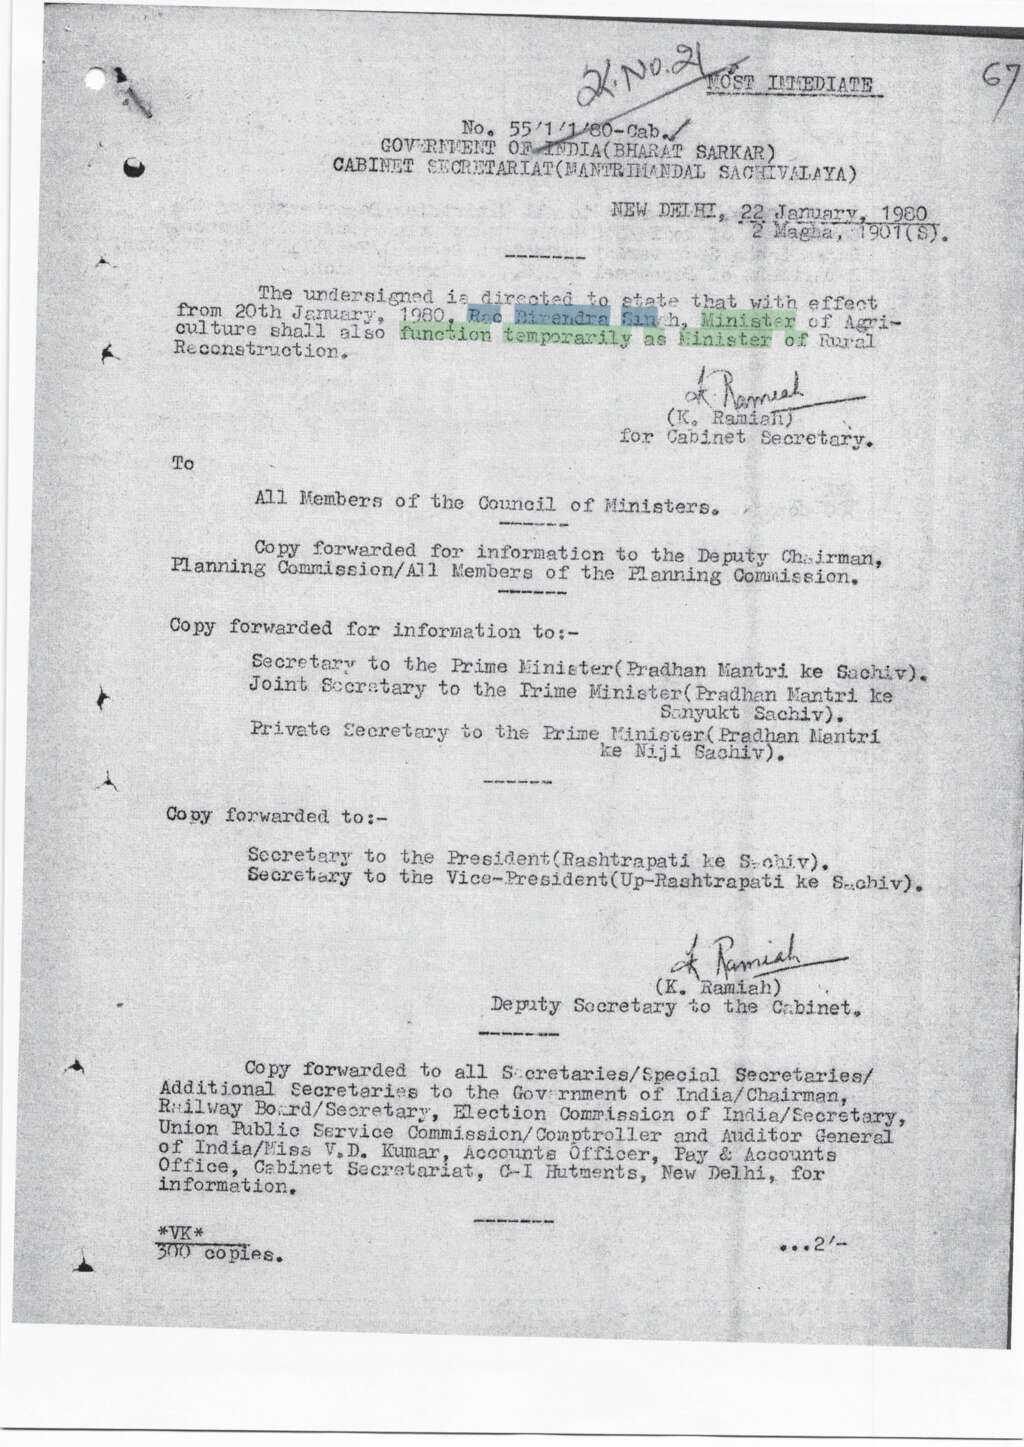 S.No.21
67
MOST IMMEDIATE
No. 55/1/1/80-Cab.
GOVERNMENT OF INDIA(BHARAT SARKAR)
CABINET SECRETARIAT(MANTRIMANDAL SACHIVALAYA)
NEW DELHI, 22 January, 1980
2 Magha, 1901(S).
The undersigned is directed to state that with effect
from 20th January, 1980, Rao Birendra Singh, Minister of Agri-
culture shall also function temporarily as Minister of Rural
Reconstruction.
K Ramiah
(K. Ramiah)
for Cabinet Secretary.
To
All Members of the Council of Ministers.
Copy forwarded for information to the Deputy Chairman,
Planning Commission/All Members of the Planning Commission.
Copy forwarded for information to:-
Secretary to the Prime Minister(Pradhan Mantri ke Sachiv).
Joint Secretary to the Prime Minister(Pradhan Mantri ke
Sanyukt Sachiv).
Private Secretary to the Prime Minister(Pradhan Mantri
ke Niji Sachiv).
Copy forwarded to:-
Secretary to the President(Rashtrapati ke Sachiv).
Secretary to the Vice-President(Up-Rashtrapati ke Sachiv).
K Ramiah
(K. Ramiah)
Deputy Secretary to the Cabinet.
Copy forwarded to all Secretaries/Special Secretaries/
Additional Secretaries to the Government of India/Chairman,
Railway Board/Secretary, Election Commission of India/Secretary,
Union Public Service Commission/Comptroller and Auditor General
of India/Miss V.D. Kumar, Accounts Officer, Pay & Accounts
Office, Cabinet Secretariat, G-I Hutments, New Delhi, for
information.
*VK*
300 copies.
...2/-